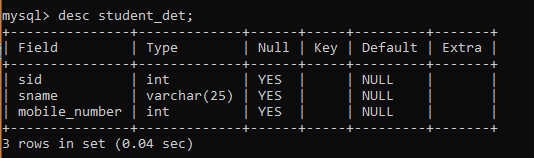 mysql> desc student_det;
+---------------+-------------+------+-----+---------+-------+
| Field         | Type        | Null | Key | Default | Extra |
+---------------+-------------+------+-----+---------+-------+
| sid           | int         | YES  |     | NULL    |       |
| sname         | varchar(25) | YES  |     | NULL    |       |
| mobile_number | int         | YES  |     | NULL    |       |
+---------------+-------------+------+-----+---------+-------+
3 rows in set (0.04 sec)